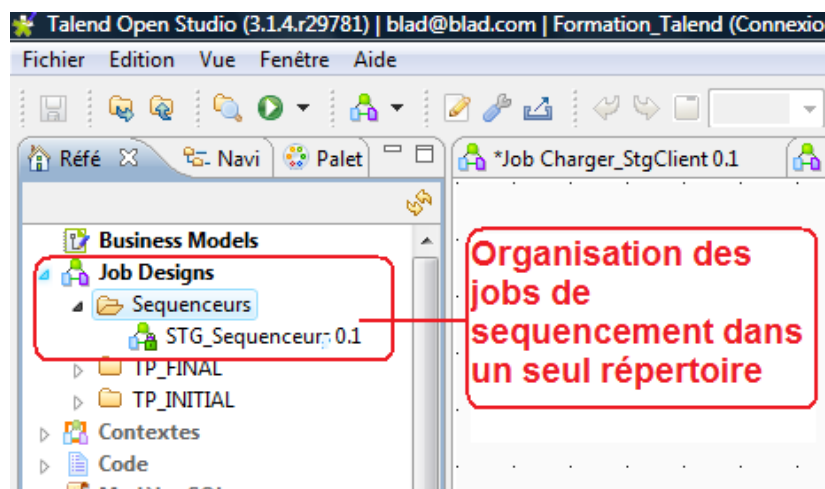 Talend Open Studio (3.1.4.r29781) | blad@blad.com | Formation_Talend (Connexio
Fichier Edition Vue Fenêtre Aide
Réfé Navi Palet *Job Charger_StgClient 0.1
Business Models
Job Designs
Sequenceurs
STG_Sequenceur 0.1
TP_FINAL
TP_INITIAL
Contextes
Code
Organisation des
jobs de
sequencement dans
un seul répertoire